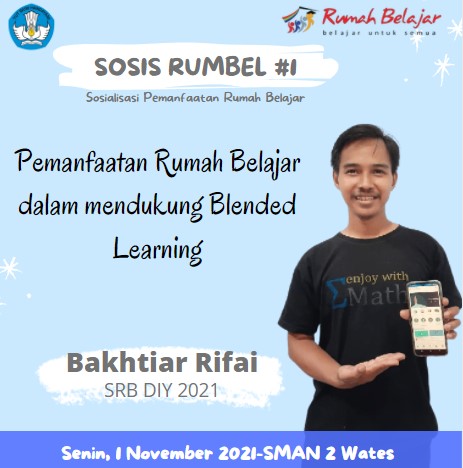 Rumah Belajar
belajar untuk semua
SOSIS RUMBEL #1
Sosialisasi Pemanfaatan Rumah Belajar
Pemanfaatan Rumah Belajar
dalam mendukung Blended
Learning
enjoy with
Math
Bakhtiar Rifai
SRB DIY 2021
Senin, 1 November 2021-SMAN 2 Wates